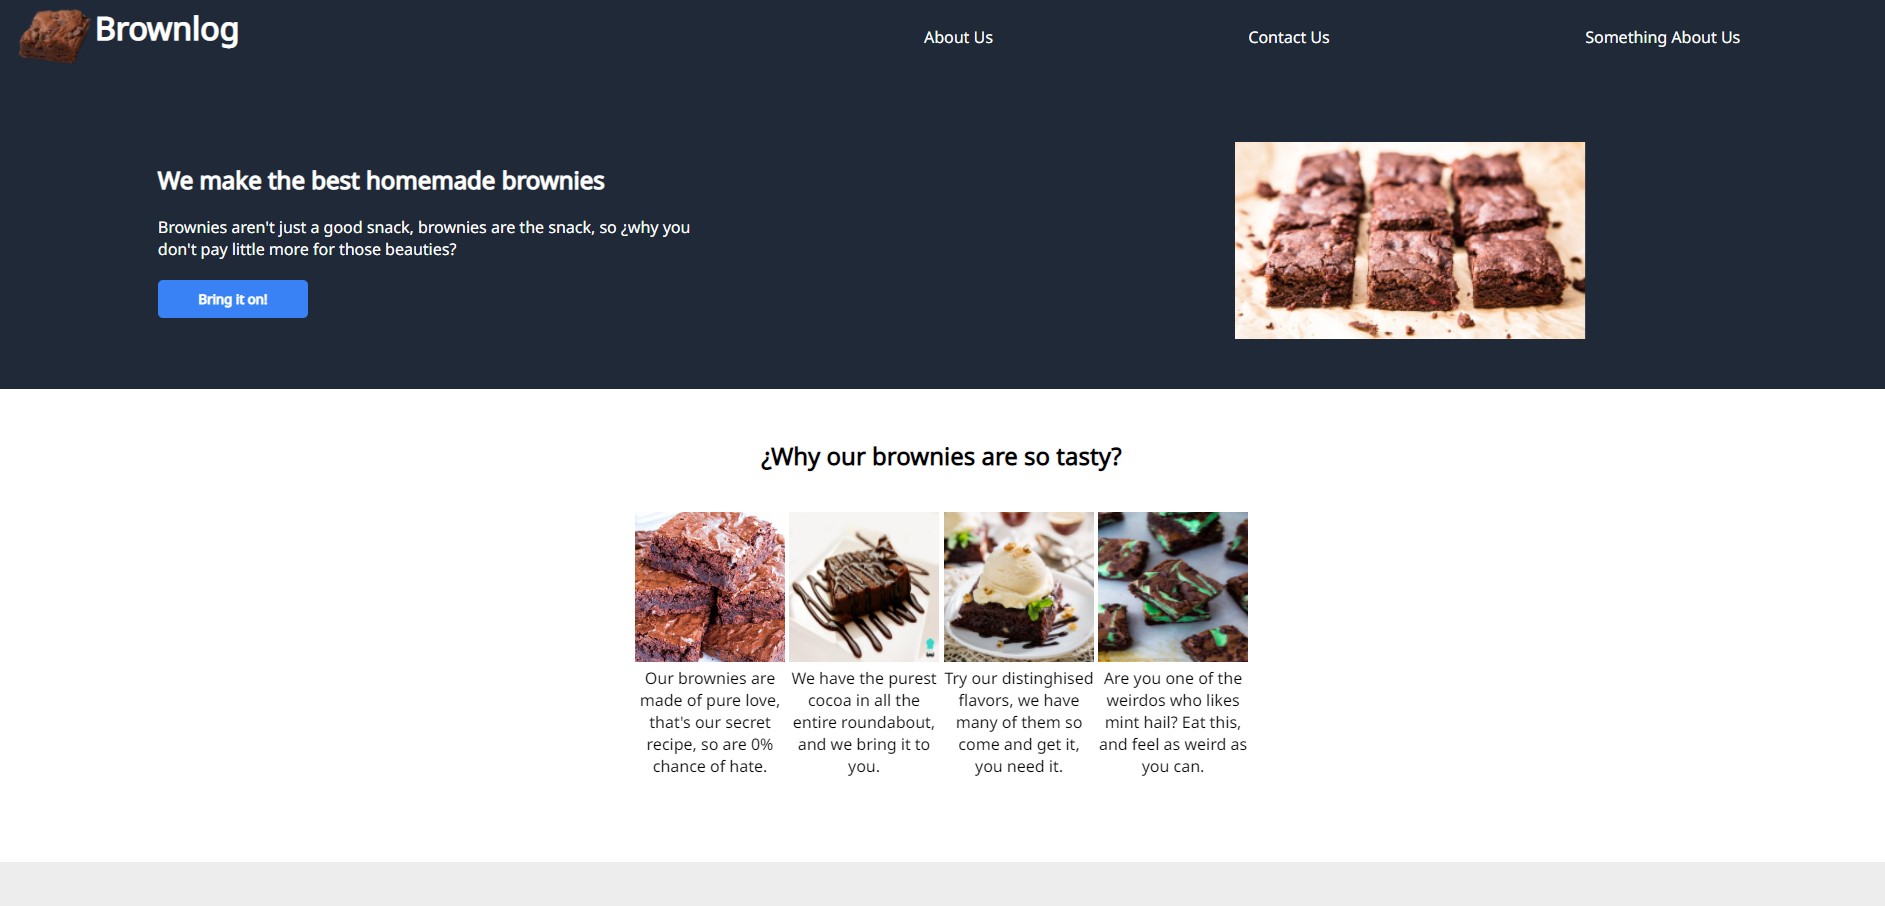 Brownlog
About Us
Contact Us
Something About Us
We make the best homemade brownies
Brownies aren't just a good snack, brownies are the snack, so ¿why you
don't pay little more for those beauties?
Bring it on!
¿Why our brownies are so tasty?
Our brownies are
made of pure love,
that's our secret
recipe, so are 0%
chance of hate.
We have the purest
cocoa in all the
entire roundabout,
and we bring it to
you.
Try our distinghised
flavors, we have
many of them so
come and get it,
you need it.
Are you one of the
weirdos who likes
mint hail? Eat this,
and feel as weird as
you can.